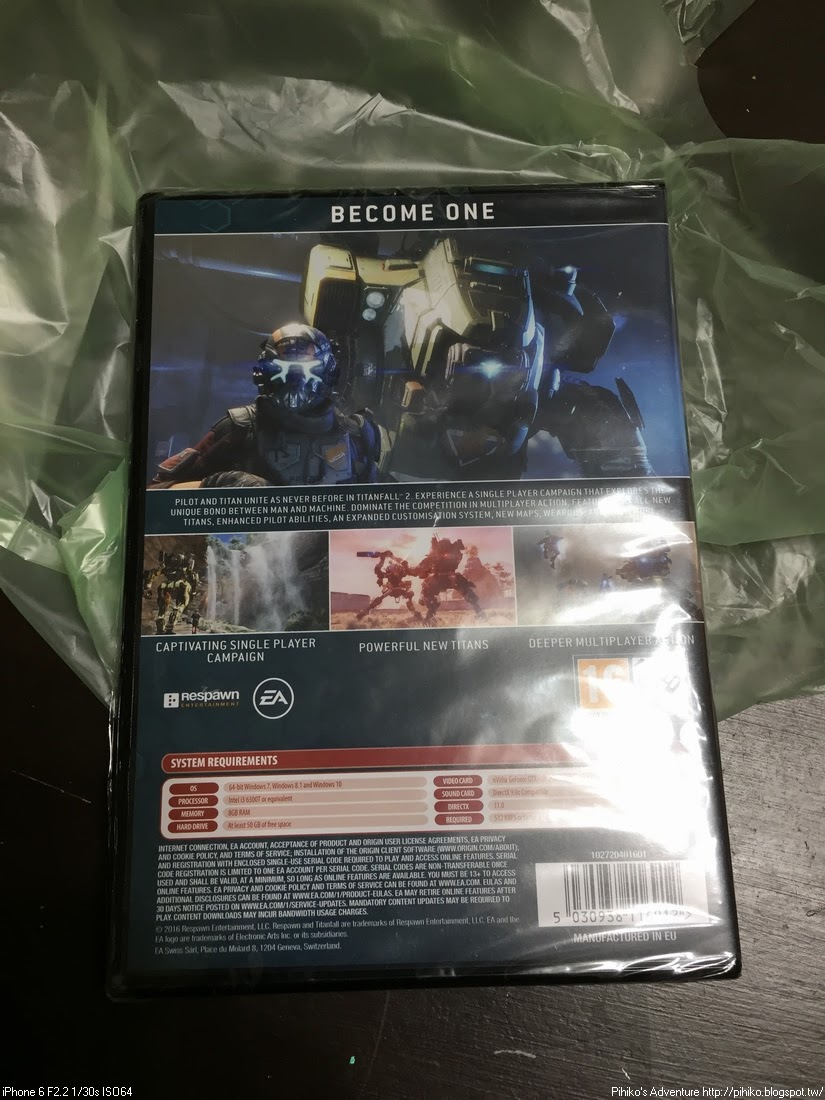 BECOME ONE
PILOT AND TITAN UNITE AS NEVER BEFORE IN TITANFALL™ 2. EXPERIENCE A SINGLE PLAYER CAMPAIGN THAT EXPLORES THE
UNIQUE BOND BETWEEN MAN AND MACHINE. DOMINATE THE COMPETITION IN MULTIPLAYER ACTION. ALL NEW
TITANS, ENHANCED PILOT ABILITIES, AN EXPANDED CUSTOMISATION SYSTEM, NEW MAPS,
CAPTIVATING SINGLE PLAYER
CAMPAIGN
POWERFUL NEW TITANS
DEEPER MULTIPLAYER
Respawn
ENTERTAINMENT
EA
16
SYSTEM REQUIREMENTS
OS 64-bit Windows 7, Windows 8.1 and Windows 10
PROCESSOR Intel i3 6300T or equivalent
MEMORY 8GB RAM
HARD DRIVE At least 50 GB of free space
VIDEO CARD NVidia GeForce GTX
SOUND CARD DirectX
DIRECTX 11.0
REQUIRED 512 KBPS
INTERNET CONNECTION, EA ACCOUNT, ACCEPTANCE OF PRODUCT AND ORIGIN USER LICENSE AGREEMENTS, EA PRIVACY
AND COOKIE POLICY, AND TERMS OF SERVICE; INSTALLATION OF THE ORIGIN CLIENT SOFTWARE (WWW.ORIGIN.COM/ABOUT);
AND REGISTRATION WITH ENCLOSED SINGLE-USE SERIAL CODE REQUIRED TO PLAY AND ACCESS ONLINE FEATURES. SERIAL
CODE REGISTRATION IS LIMITED TO ONE EA ACCOUNT PER SERIAL CODE. SERIAL CODES ARE NON-TRANSFERABLE ONCE
USED AND SHALL BE VALID, AT A MINIMUM, SO LONG AS ONLINE FEATURES ARE AVAILABLE. YOU MUST BE 13+ TO ACCESS
ONLINE FEATURES. EA PRIVACY AND COOKIE POLICY AND TERMS OF SERVICE CAN BE FOUND AT WWW.EA.COM. EULAS AND
ADDITIONAL DISCLOSURES CAN BE FOUND AT WWW.EA.COM/1/PRODUCT-EULAS. EA MAY RETIRE ONLINE FEATURES AFTER
30 DAYS NOTICE POSTED ON WWW.EA.COM/1/SERVICE-UPDATES. MANDATORY CONTENT UPDATES MAY BE REQUIRED TO
PLAY. CONTENT DOWNLOADS MAY INCUR BANDWIDTH USAGE CHARGES.
© 2016 Respawn Entertainment, LLC. Respawn and Titanfall are trademarks of Respawn Entertainment, LLC. EA and the
EA logo are trademarks of Electronic Arts Inc. or its subsidiaries.
EA Swiss Sàrl, Place du Molard 8, 1204 Geneva, Switzerland.
102720401601
MANUFACTURED IN EU
iPhone 6 F2.2 1/30s ISO64
Pihiko's Adventure http://pihiko.blogspot.tw/